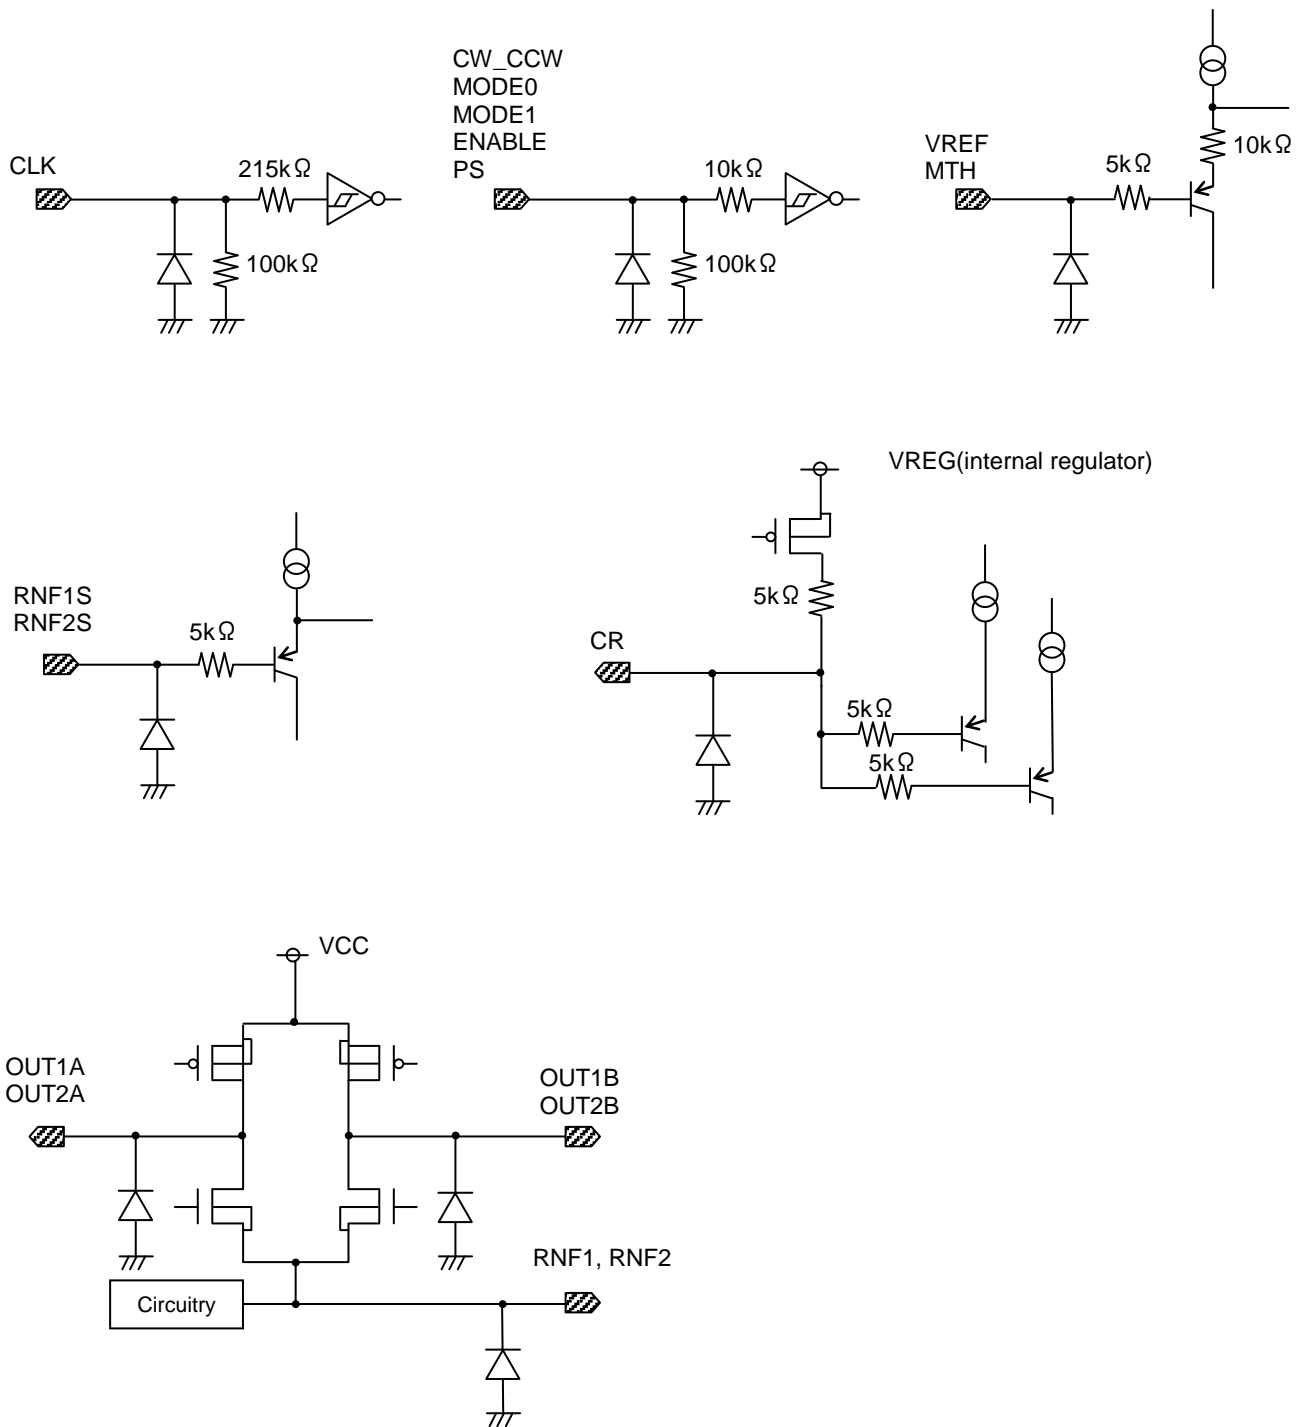 CLK
215kΩ
100kΩ
CW_CCW
MODE0
MODE1
ENABLE
PS
10kΩ
100kΩ
VREF
MTH
5kΩ
10kΩ
RNF1S
RNF2S
5kΩ
VREG(internal regulator)
5kΩ
CR
5kΩ
5kΩ
VCC
OUT1A
OUT2A
OUT1B
OUT2B
RNF1, RNF2
Circuitry